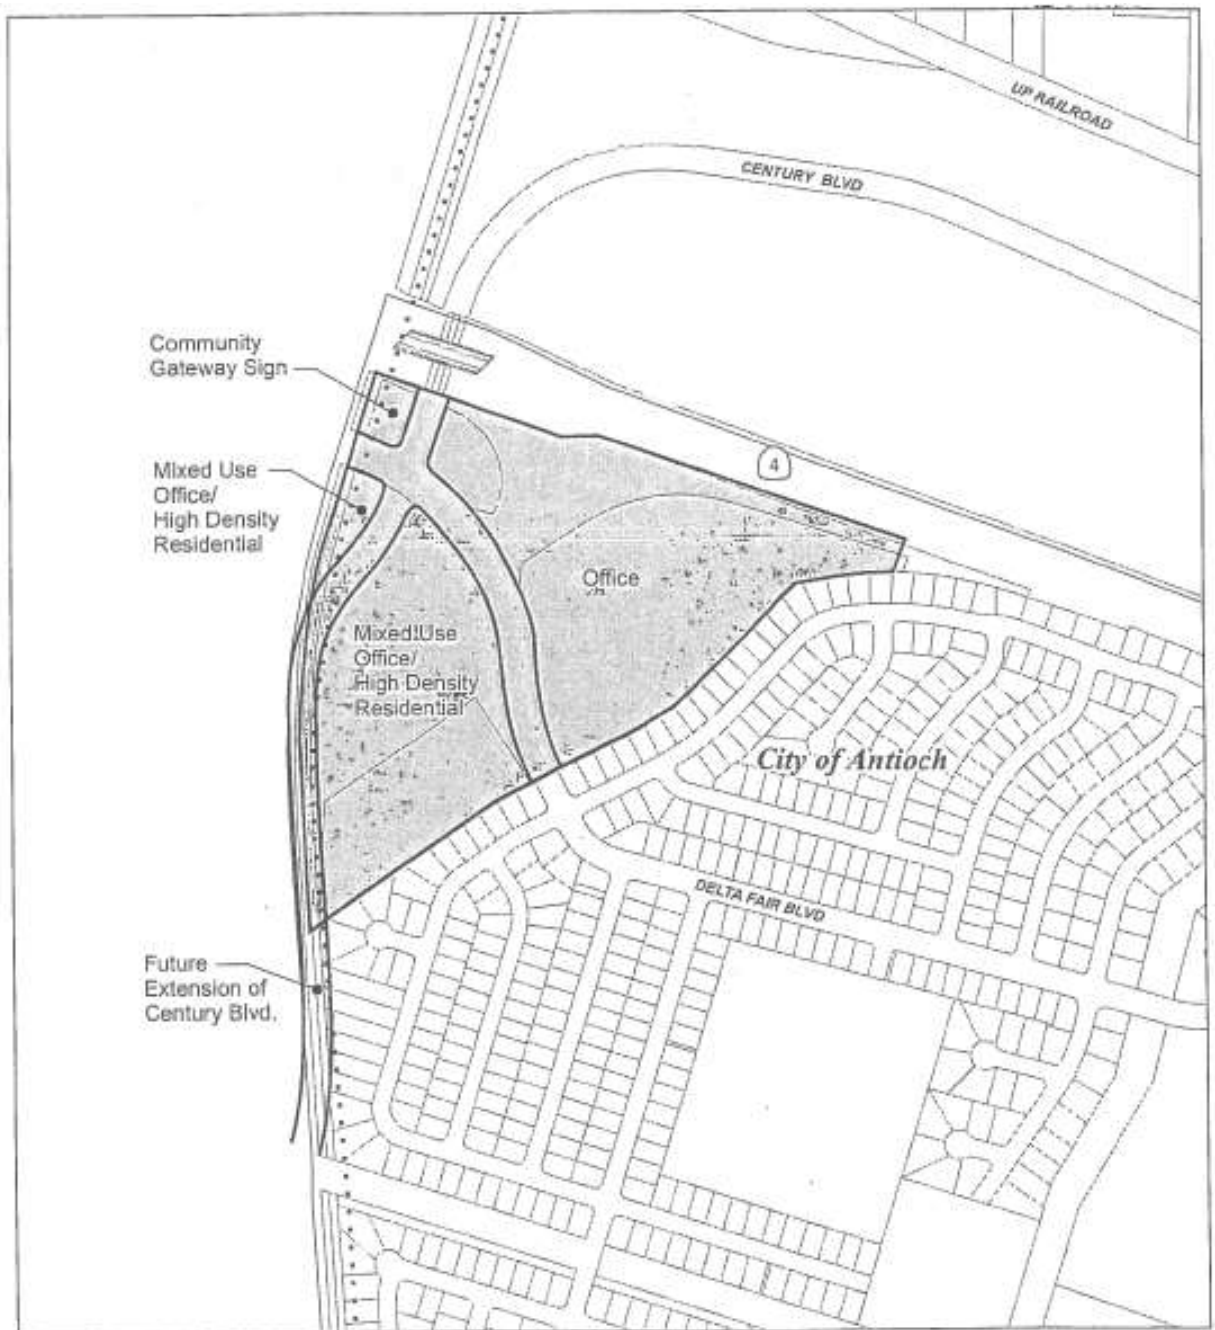 UP RAILROAD
CENTURY BLVD
Community
Gateway Sign
4
Mixed Use
Office/
High Density
Residential
Office
Mixed Use
Office/
High Density
Residential
City of Antioch
DELTA FAIR BLVD
Future
Extension of
Century Blvd.